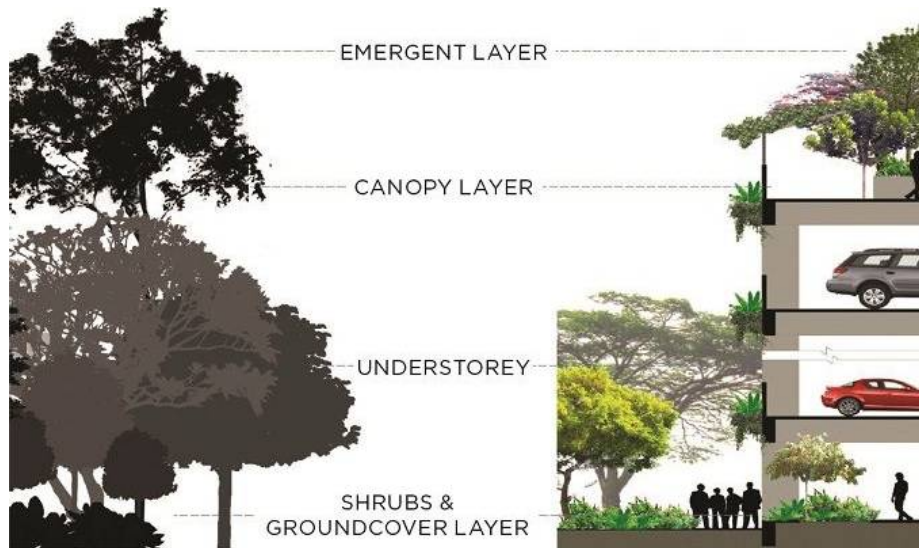 EMERGENT LAYER
CANOPY LAYER
UNDERSTOREY
SHRUBS &
GROUNDCOVER LAYER